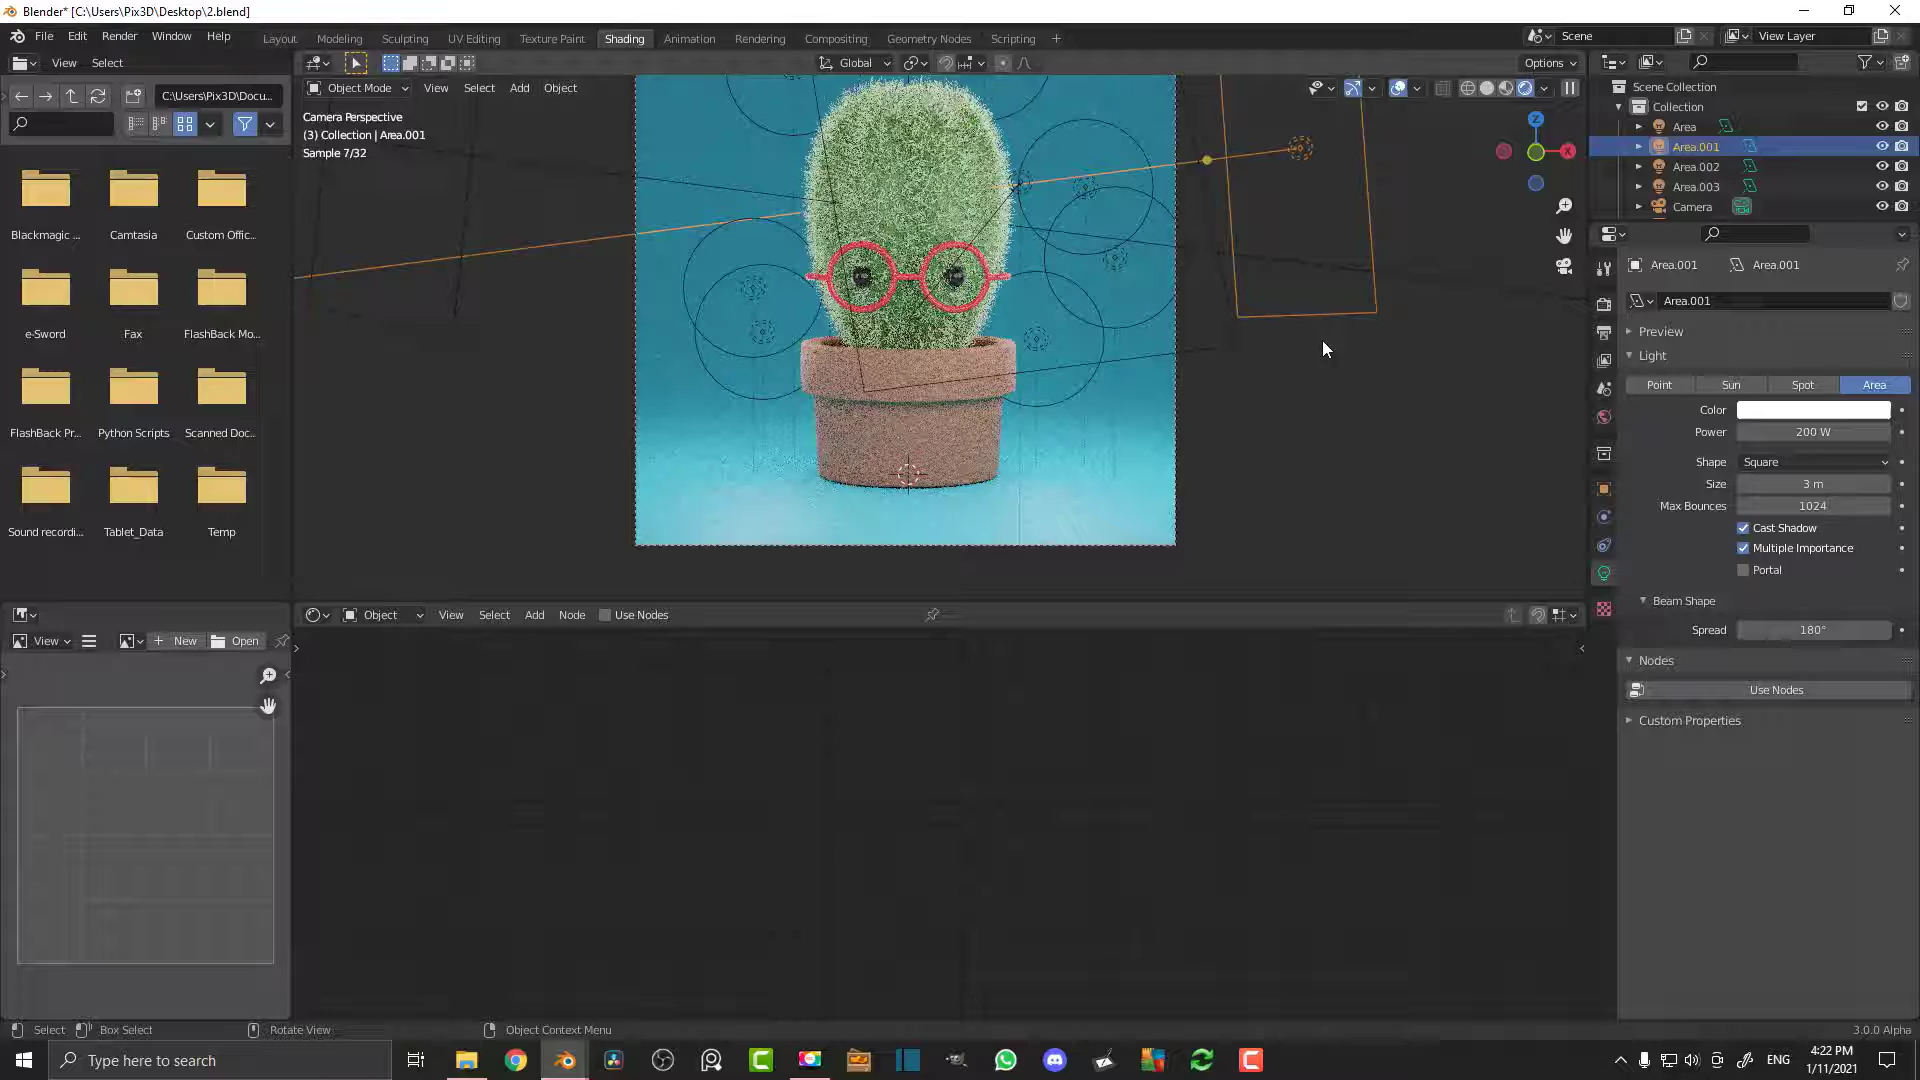 Blender* [C:\Users\Pix3D\Desktop\2.blend]
File Edit Render Window Help
Layout Modeling Sculpting UV Editing Texture Paint Shading Animation Rendering Compositing Geometry Nodes Scripting +
Scene
View Layer
View Select
Global
Options
C:\Users\Pix3D\Docu...
Object Mode View Select Add Object
Camera Perspective
(3) Collection | Area.001
Sample 7/32
Z
X
Scene Collection
Collection
Area
Area.001
Area.002
Area.003
Camera
Blackmagic ...
Camtasia
Custom Offic...
e-Sword
Fax
FlashBack Mo...
FlashBack Pr...
Python Scripts
Scanned Doc...
Sound recordi...
Tablet_Data
Temp
Area.001 Area.001
Area.001
Preview
Light
Point Sun Spot Area
Color
Power 200 W
Shape Square
Size 3 m
Max Bounces 1024
Cast Shadow
Multiple Importance
Portal
Beam Shape
Spread 180°
Nodes
Use Nodes
Custom Properties
Object View Select Add Node Use Nodes
View New Open
Select Box Select Rotate View Object Context Menu
3.0.0 Alpha
Type here to search
ENG
4:22 PM
1/11/2021